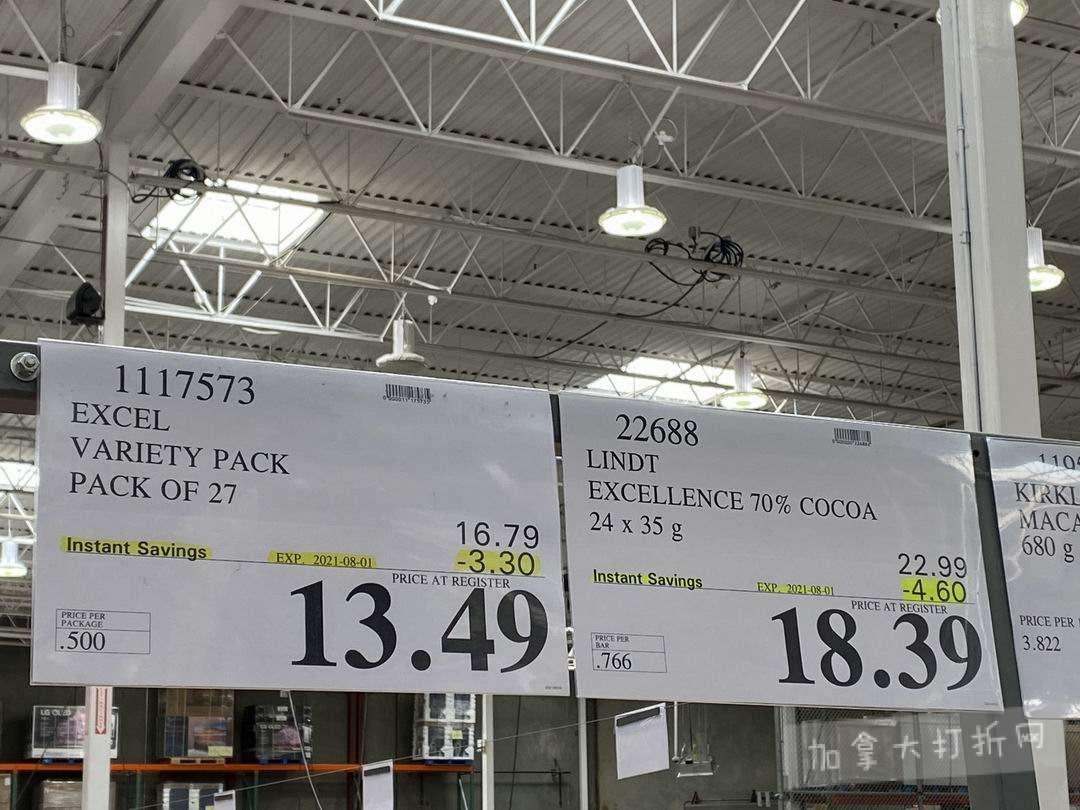 1117573
EXCEL
VARIETY PACK
PACK OF 27
16.79
Instant Savings EXP. 2021-08-01 -3.30
PRICE AT REGISTER
13.49
PRICE PER
PACKAGE
.500
22688
LINDT
EXCELLENCE 70% COCOA
24 x 35 g
22.99
Instant Savings EXP. 2021-08-01 -4.60
PRICE AT REGISTER
18.39
PRICE PER
BAR
.766
680 g
PRICE PER
3.822
加拿大打折网